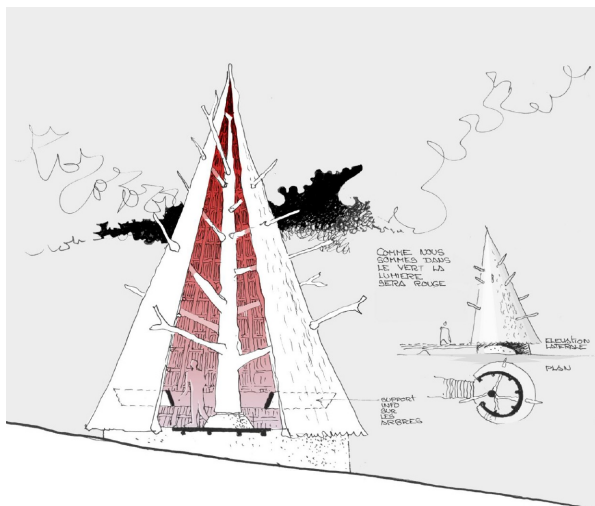 COMME NOUS
SOMMES DANS
LE VERT LA
LUMIERE
SERA ROUGE
ELEVATION
LATERALE
PLAN
SUPPORT
INFO
SUR
LES
ARBRES